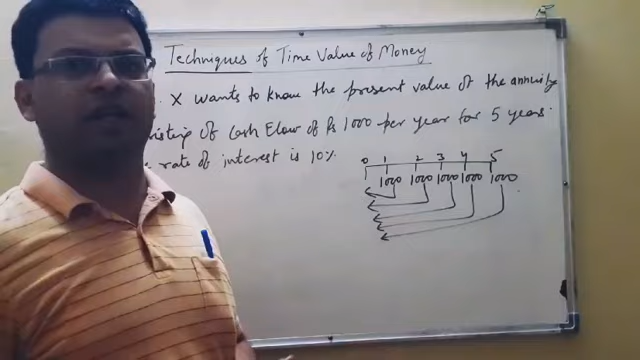 Techniques of Time Value of Money
X wants to know the present value of the annuity
isting of Cash Flow of Rs 1000 per year for 5 years.
rate of interest is 10%
0 1 2 3 4 5
1000 1000 1000 1000 1000